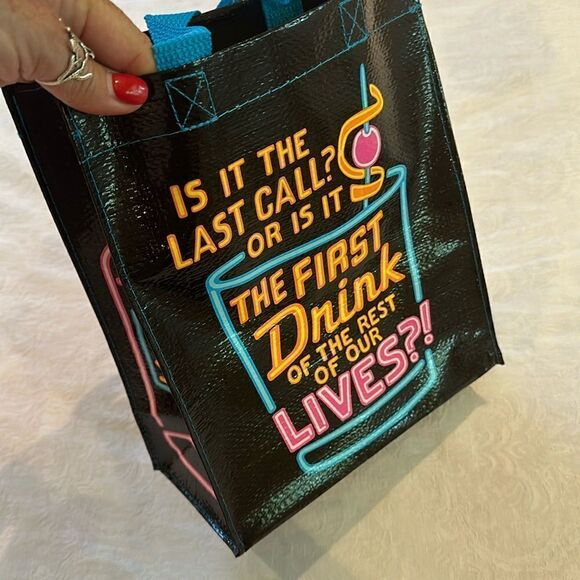 IS IT THE
LAST CALL?
OR IS IT
THE FIRST
Drink
OF THE REST
OF OUR
LIVES?!